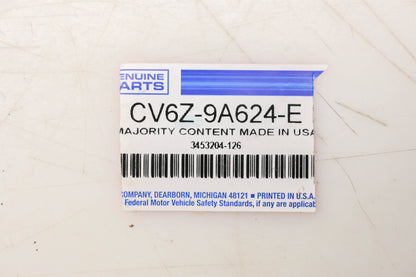 ENUINE
ARTS
CV6Z-9A624-E
MAJORITY CONTENT MADE IN USA
3453204-126
COMPANY, DEARBORN, MICHIGAN 48121 ■ PRINTED IN U.S.A.
Federal Motor Vehicle Safety Standards, if any are applicab